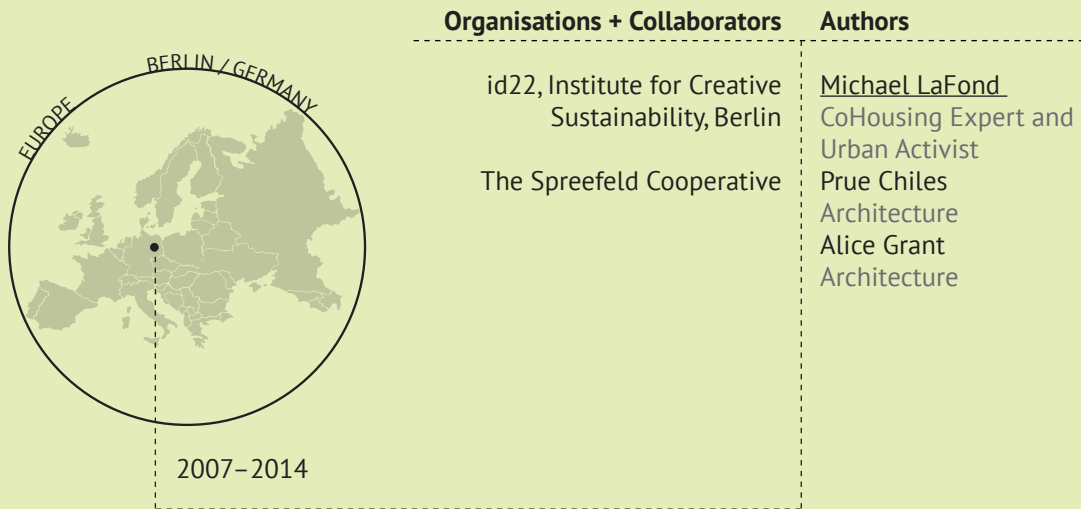 Organisations + Collaborators
Authors
EUROPE
BERLIN / GERMANY
id22, Institute for Creative
Sustainability, Berlin
The Spreefeld Cooperative
Michael LaFond
CoHousing Expert and
Urban Activist
Prue Chiles
Architecture
Alice Grant
Architecture
2007–2014